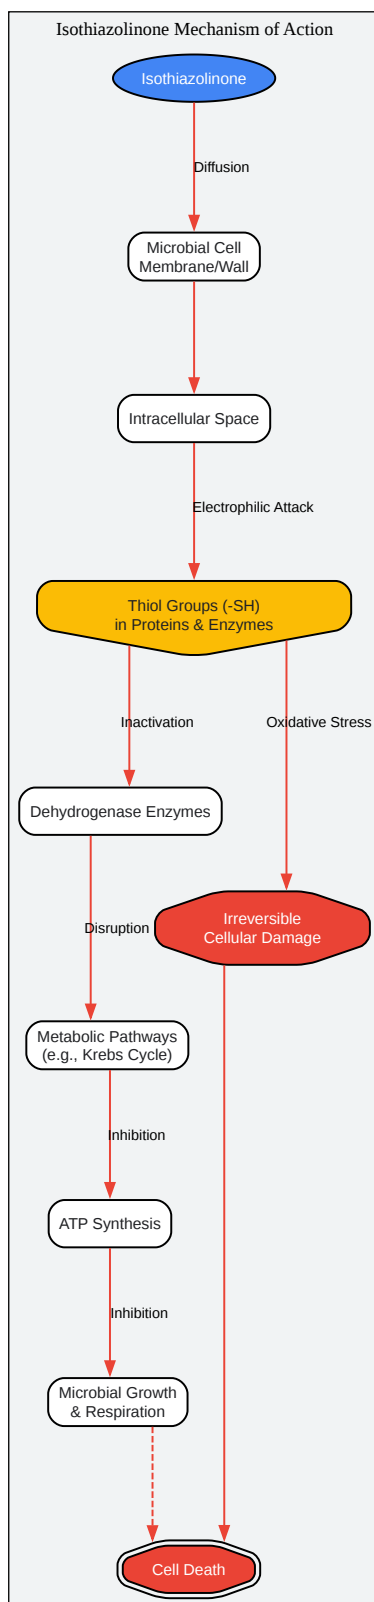 Isothiazolinone Mechanism of Action
Isothiazolinone
Diffusion
Microbial Cell
Membrane/Wall
Intracellular Space
Electrophilic Attack
Thiol Groups (-SH)
in Proteins & Enzymes
Inactivation
Oxidative Stress
Dehydrogenase Enzymes
Irreversible
Cellular Damage
Disruption
Metabolic Pathways
(e.g., Krebs Cycle)
Inhibition
ATP Synthesis
Inhibition
Microbial Growth
& Respiration
Cell Death